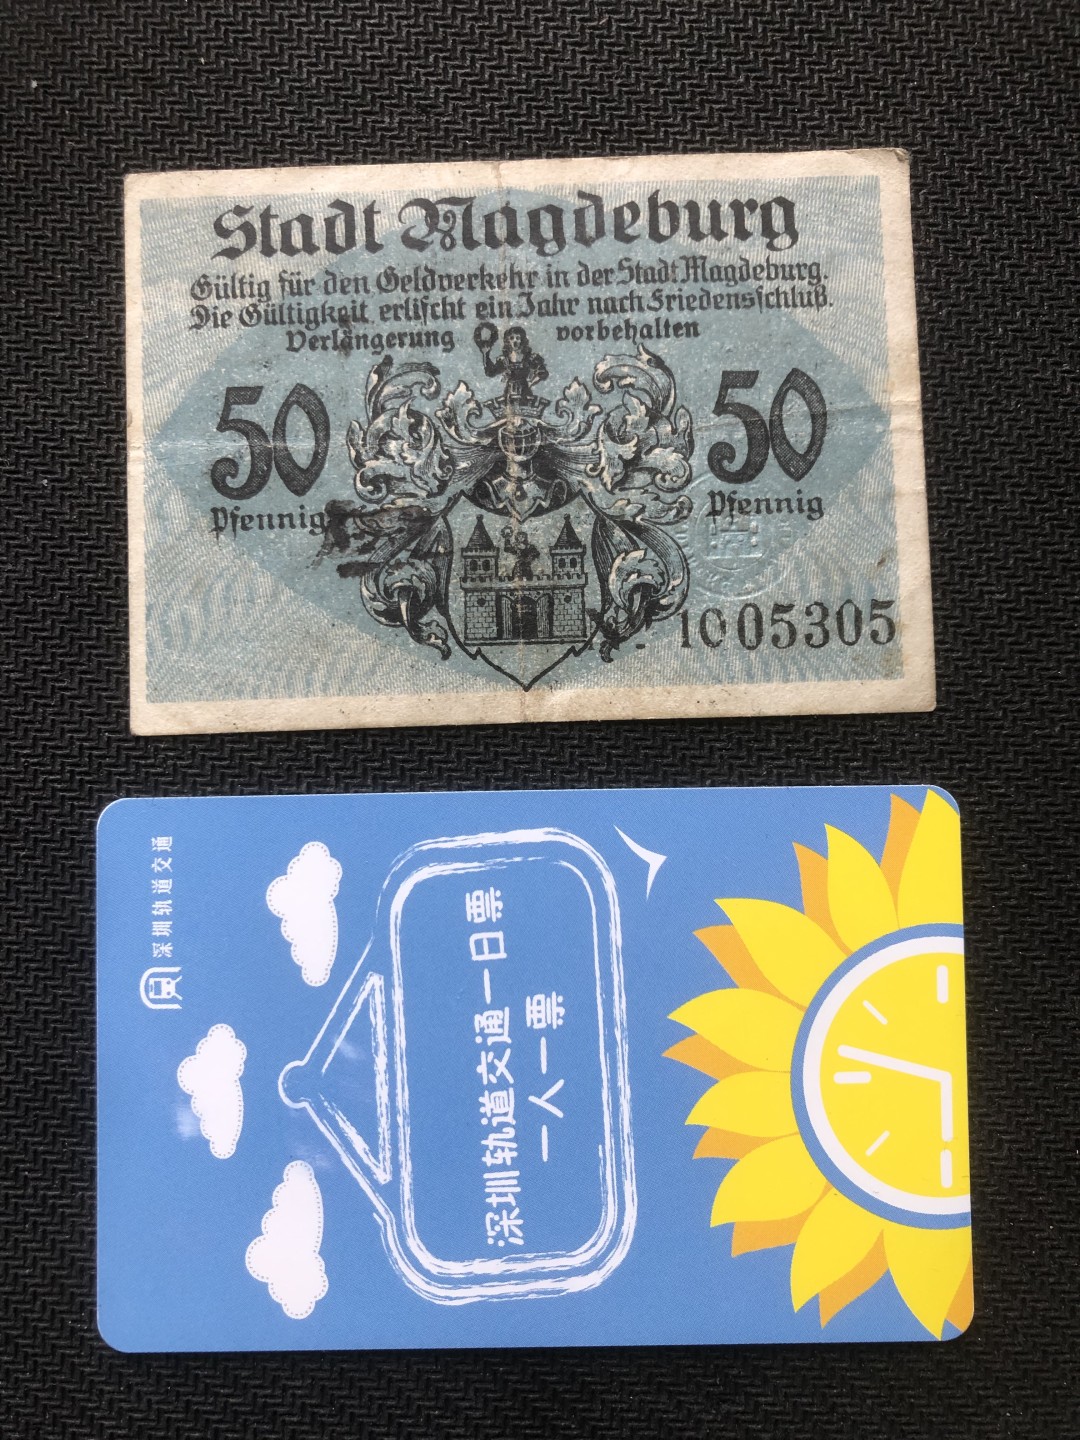 Stadt Magdeburg
Gültig für den Geldverkehr in der Stadt Magdeburg.
Die Gültigkeit erlischt ein Jahr nach Friedensschluß.
Verlängerung vorbehalten
50 50
Pfennig Pfennig
1005305
深圳轨道交通
深圳轨道交通一日票
一人一票